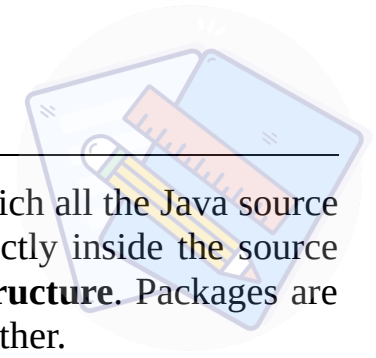 ich all the Java source
ctly inside the source
ructure. Packages are
ther.